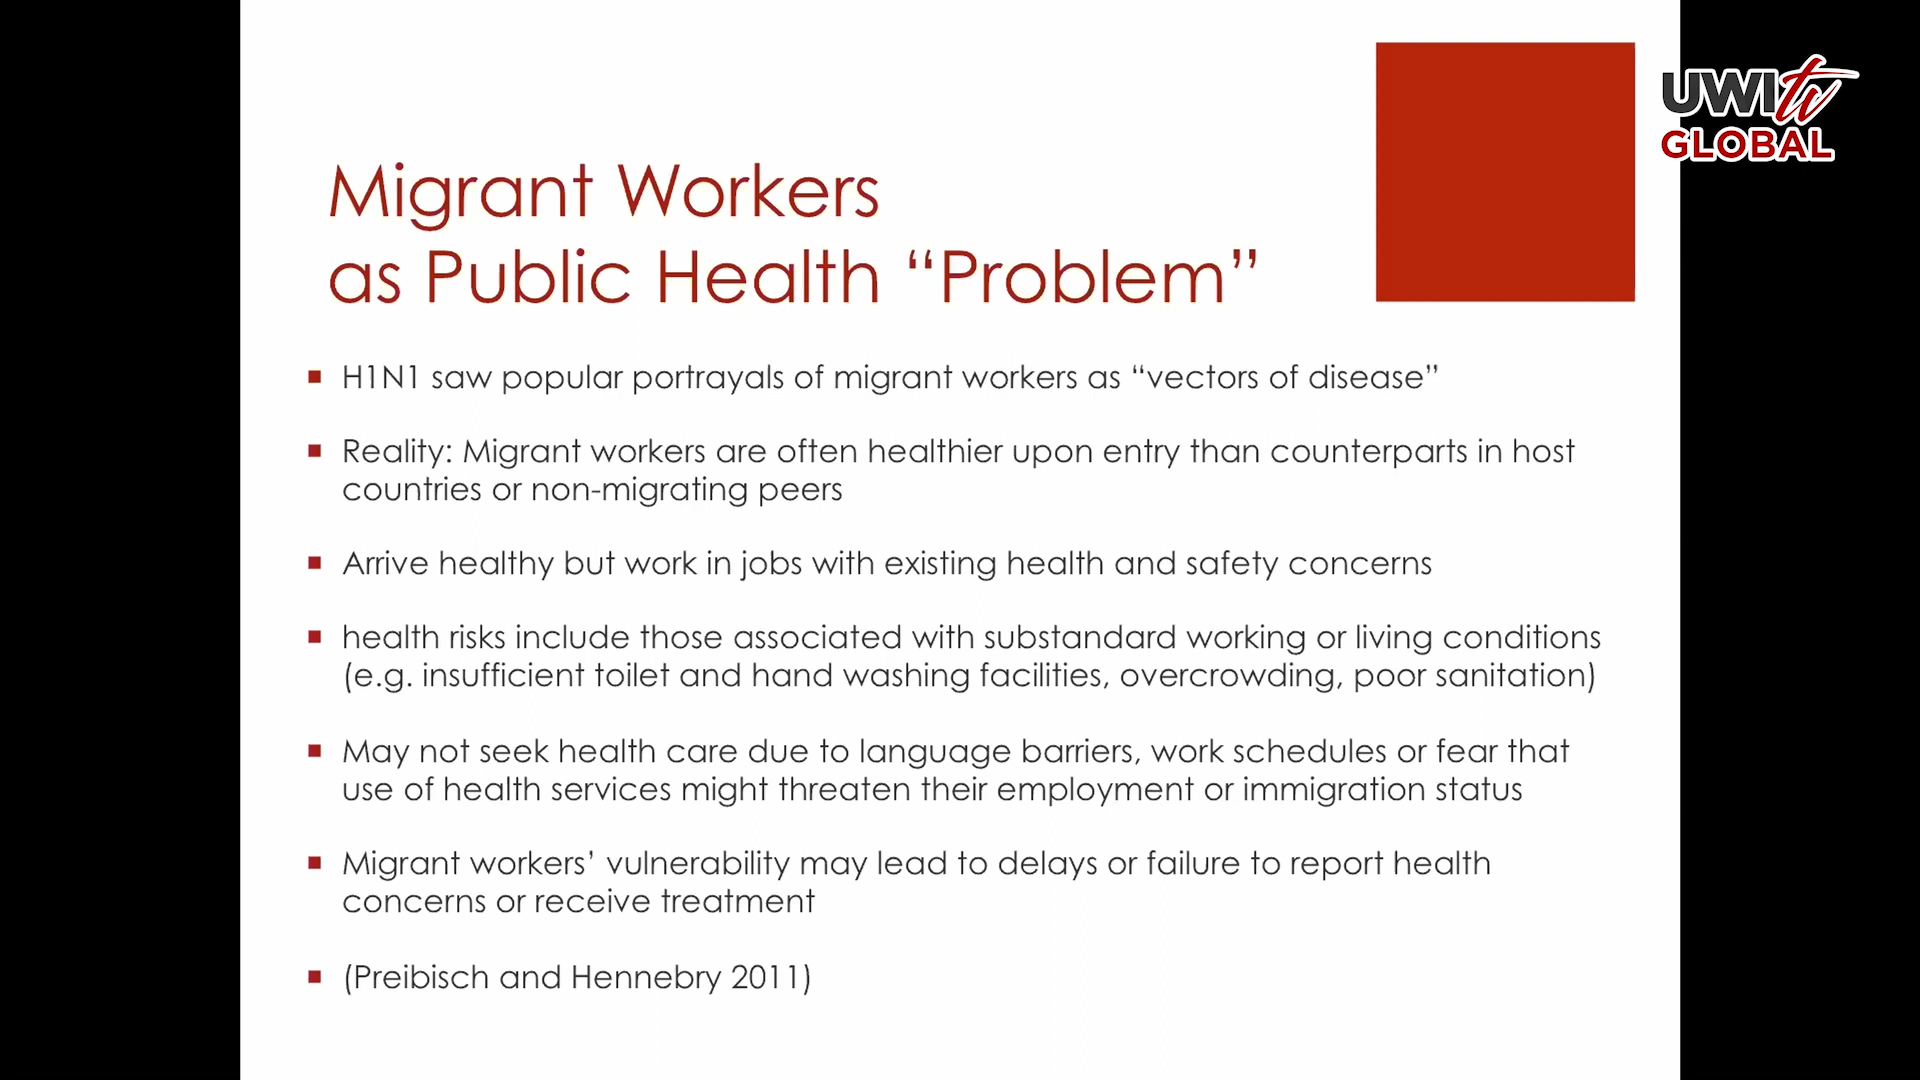 UWItv
GLOBAL
Migrant Workers
as Public Health “Problem”
▪ H1N1 saw popular portrayals of migrant workers as “vectors of disease”
▪ Reality: Migrant workers are often healthier upon entry than counterparts in host
countries or non-migrating peers
▪ Arrive healthy but work in jobs with existing health and safety concerns
▪ health risks include those associated with substandard working or living conditions
(e.g. insufficient toilet and hand washing facilities, overcrowding, poor sanitation)
▪ May not seek health care due to language barriers, work schedules or fear that
use of health services might threaten their employment or immigration status
▪ Migrant workers’ vulnerability may lead to delays or failure to report health
concerns or receive treatment
▪ (Preibisch and Hennebry 2011)